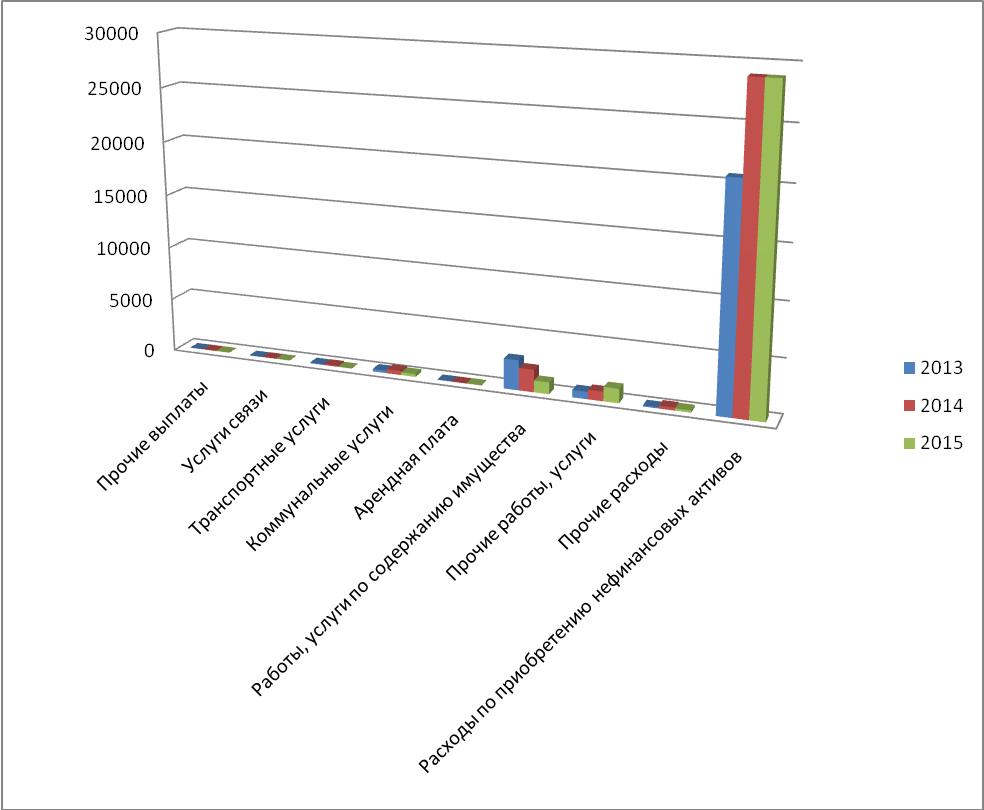 30000
25000
20000
15000
10000
5000
0
Прочие выплаты
Услуги связи
Транспортные услуги
Коммунальные услуги
Арендная плата
Работы, услуги по содержанию имущества
Прочие работы, услуги
Прочие расходы
Расходы по приобретению нефинансовых активов
2013
2014
2015